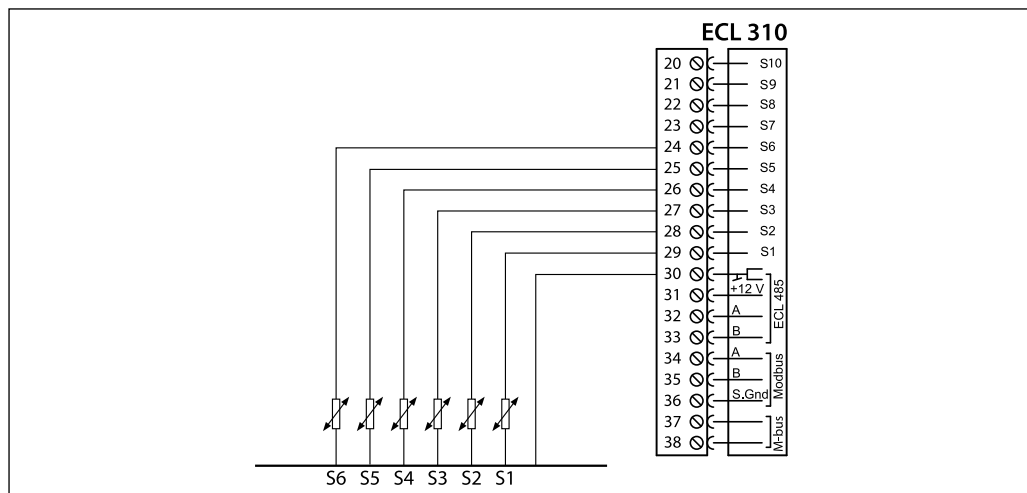 ECL 310
20 S10
21 S9
22 S8
23 S7
24 S6
25 S5
26 S4
27 S3
28 S2
29 S1
30
+12 V
31
32 A
33 B
ECL 485
34 A
35 B
36 S.Gnd
Modbus
37
38
M-bus
S6 S5 S4 S3 S2 S1